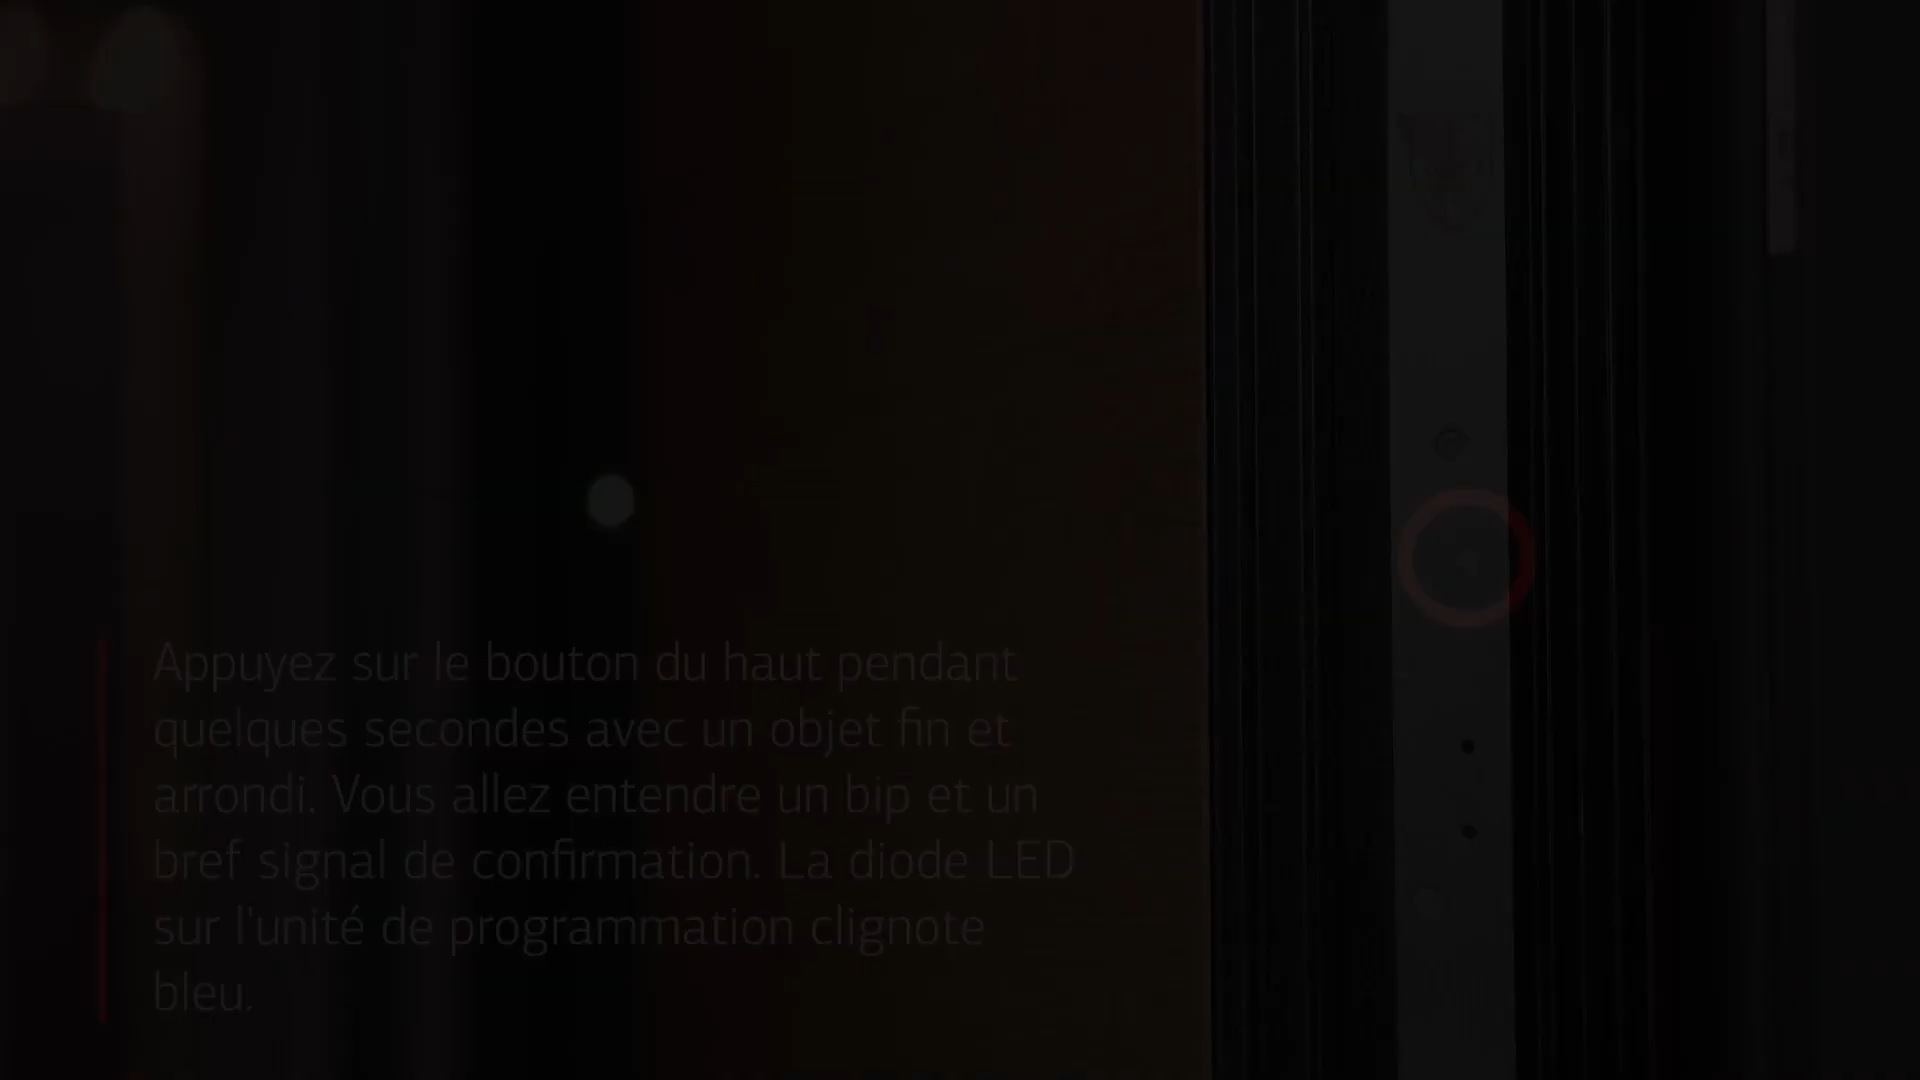 Appuyez sur le bouton du haut pendant
quelques secondes avec un objet fin et
arrondi. Vous allez entendre un bip et un
bref signal de confirmation. La diode LED
sur l'unité de programmation clignote
bleu.